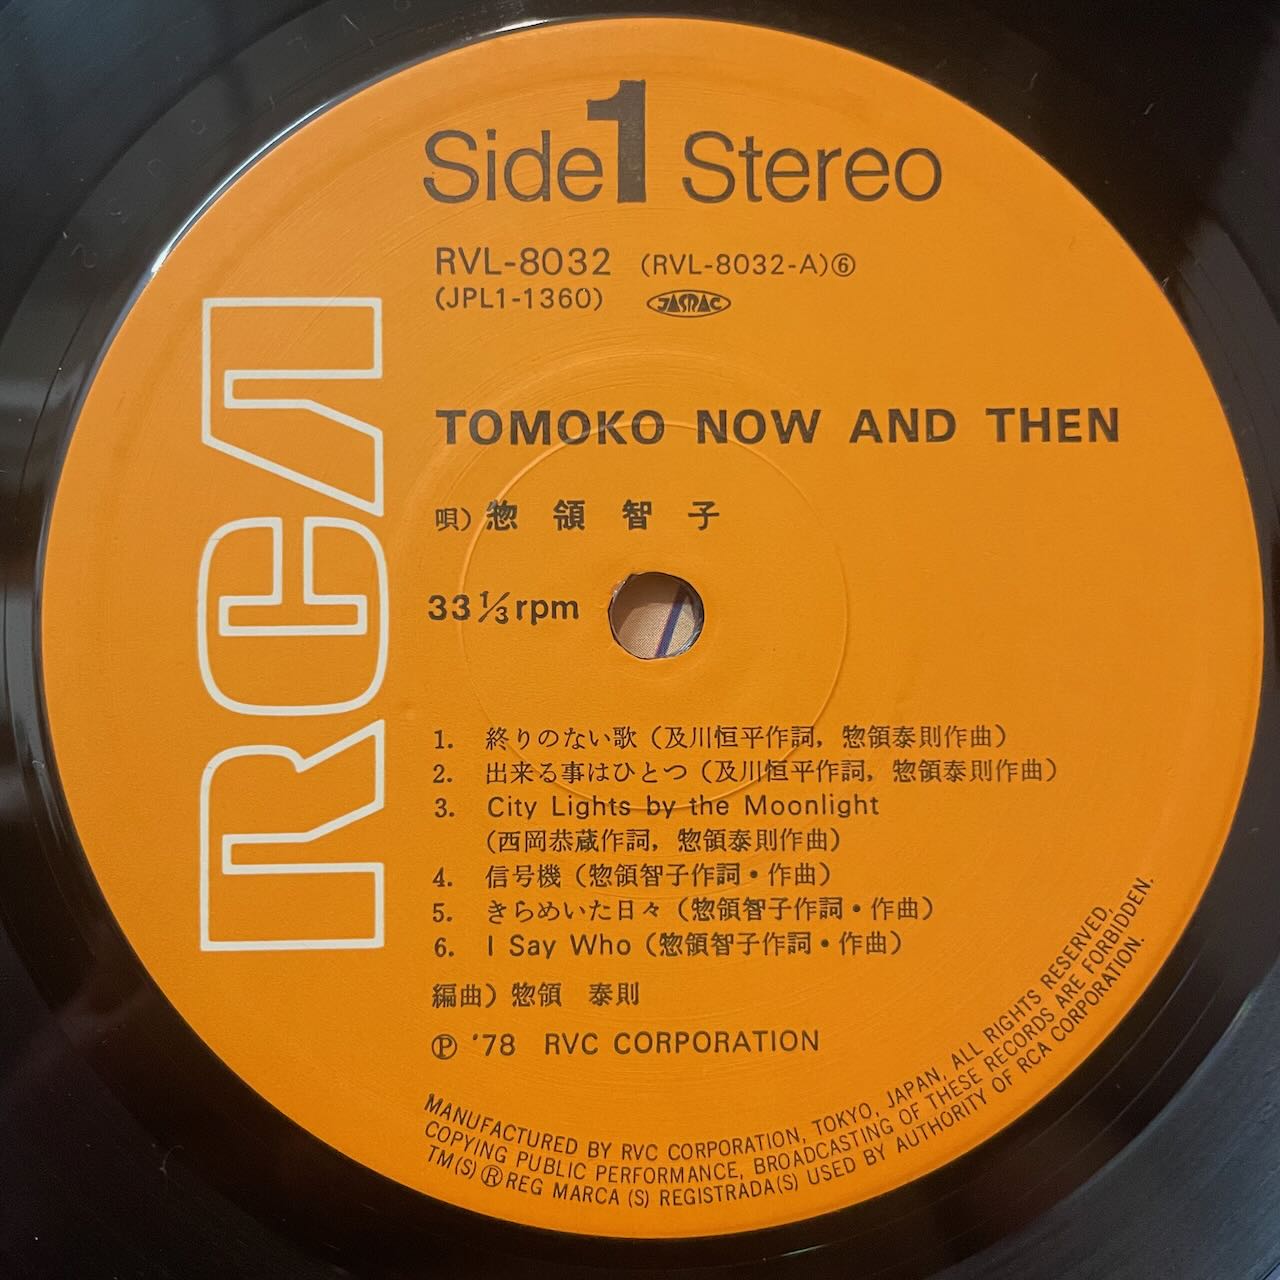 Side 1 Stereo
RVL-8032 (RVL-8032-A)⑥
(JPL1-1360) JASRAC
TOMOKO NOW AND THEN
唄) 惣領智子
33⅓rpm
RCA
1. 終りのない歌（及川恒平作詞，惣領泰則作曲）
2. 出来る事はひとつ（及川恒平作詞，惣領泰則作曲）
3. City Lights by the Moonlight
（西岡恭蔵作詞，惣領泰則作曲）
4. 信号機（惣領智子作詞・作曲）
5. きらめいた日々（惣領智子作詞・作曲）
6. I Say Who（惣領智子作詞・作曲）
編曲）惣領 泰則
Ⓟ '78 RVC CORPORATION
MANUFACTURED BY RVC CORPORATION, TOKYO, JAPAN, ALL RIGHTS RESERVED,
COPYING PUBLIC PERFORMANCE, BROADCASTING OF THESE RECORDS ARE FORBIDDEN.
TM(S)®REG MARCA (S) REGISTRADA(S) USED BY AUTHORITY OF RCA CORPORATION.